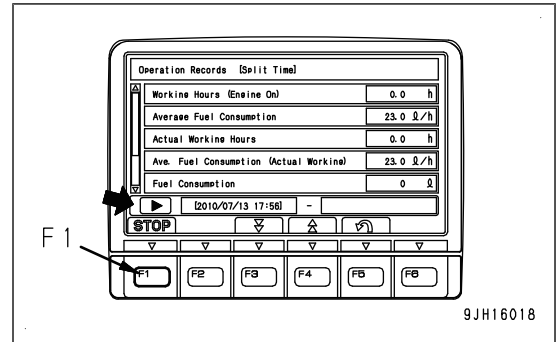 Operation Records [Split Time]
Working Hours (Engine On) 0.0 h
Average Fuel Consumption 23.0 ℓ/h
Actual Working Hours 0.0 h
Ave. Fuel Consumption (Actual Working) 23.0 ℓ/h
Fuel Consumption 0 ℓ
[2010/07/13 17:56] -
STOP
F1
F1 F2 F3 F4 F5 F6
9JH16018